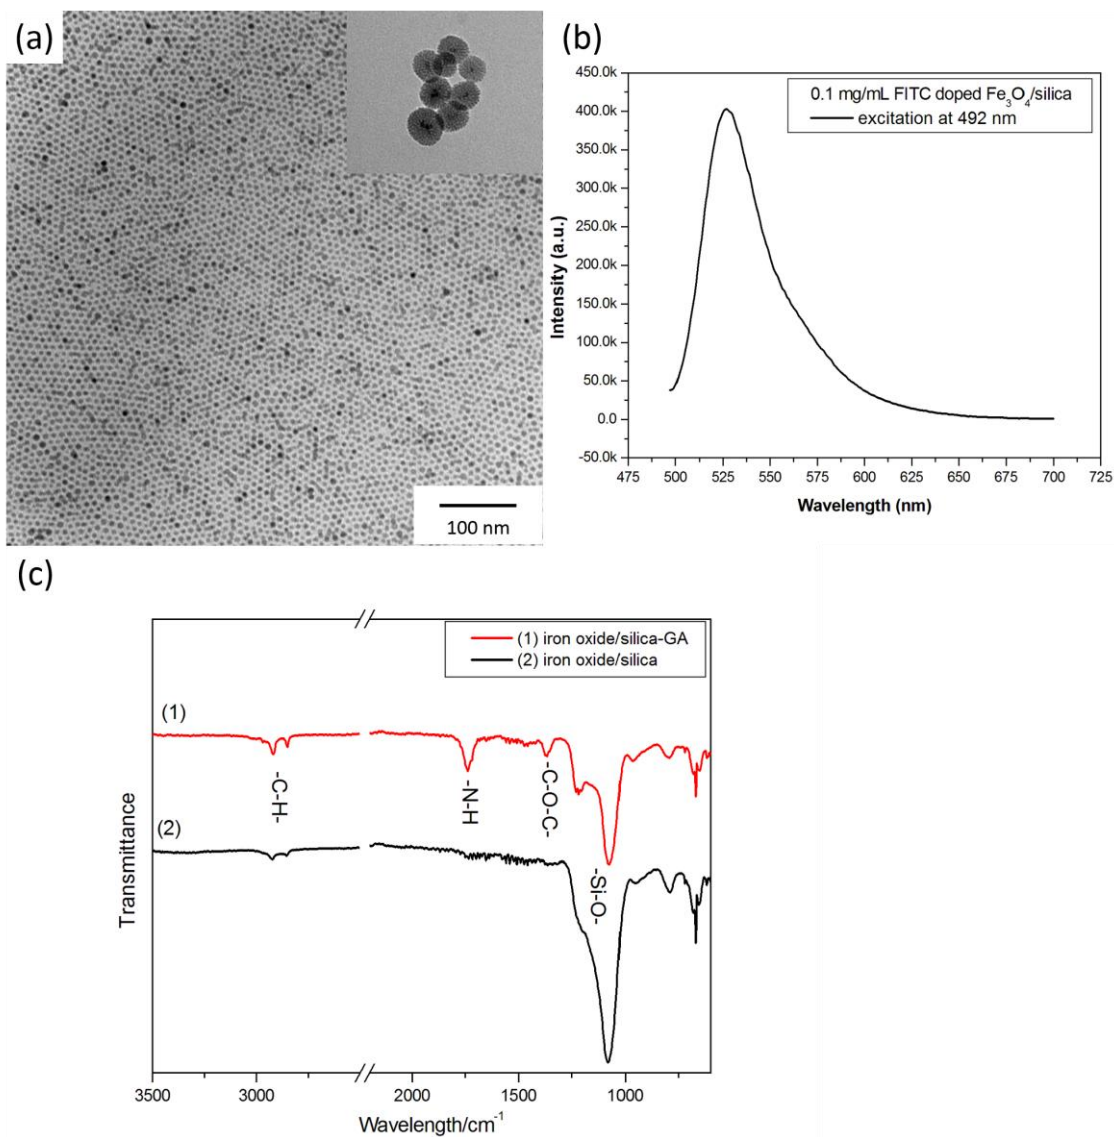 (a)
100 nm
(b)
450.0k
400.0k
350.0k
300.0k
250.0k
200.0k
150.0k
100.0k
50.0k
0.0
-50.0k
Intensity (a.u.)
0.1 mg/mL FITC doped Fe₃O₄/silica
excitation at 492 nm
475 500 525 550 575 600 625 650 675 700 725
Wavelength (nm)
(c)
(1) iron oxide/silica-GA
(2) iron oxide/silica
(1)
(2)
-C-H-
-N-H
-C-O-C-
-Si-O-
Transmittance
3500 3000 2000 1500 1000
Wavelength/cm⁻¹